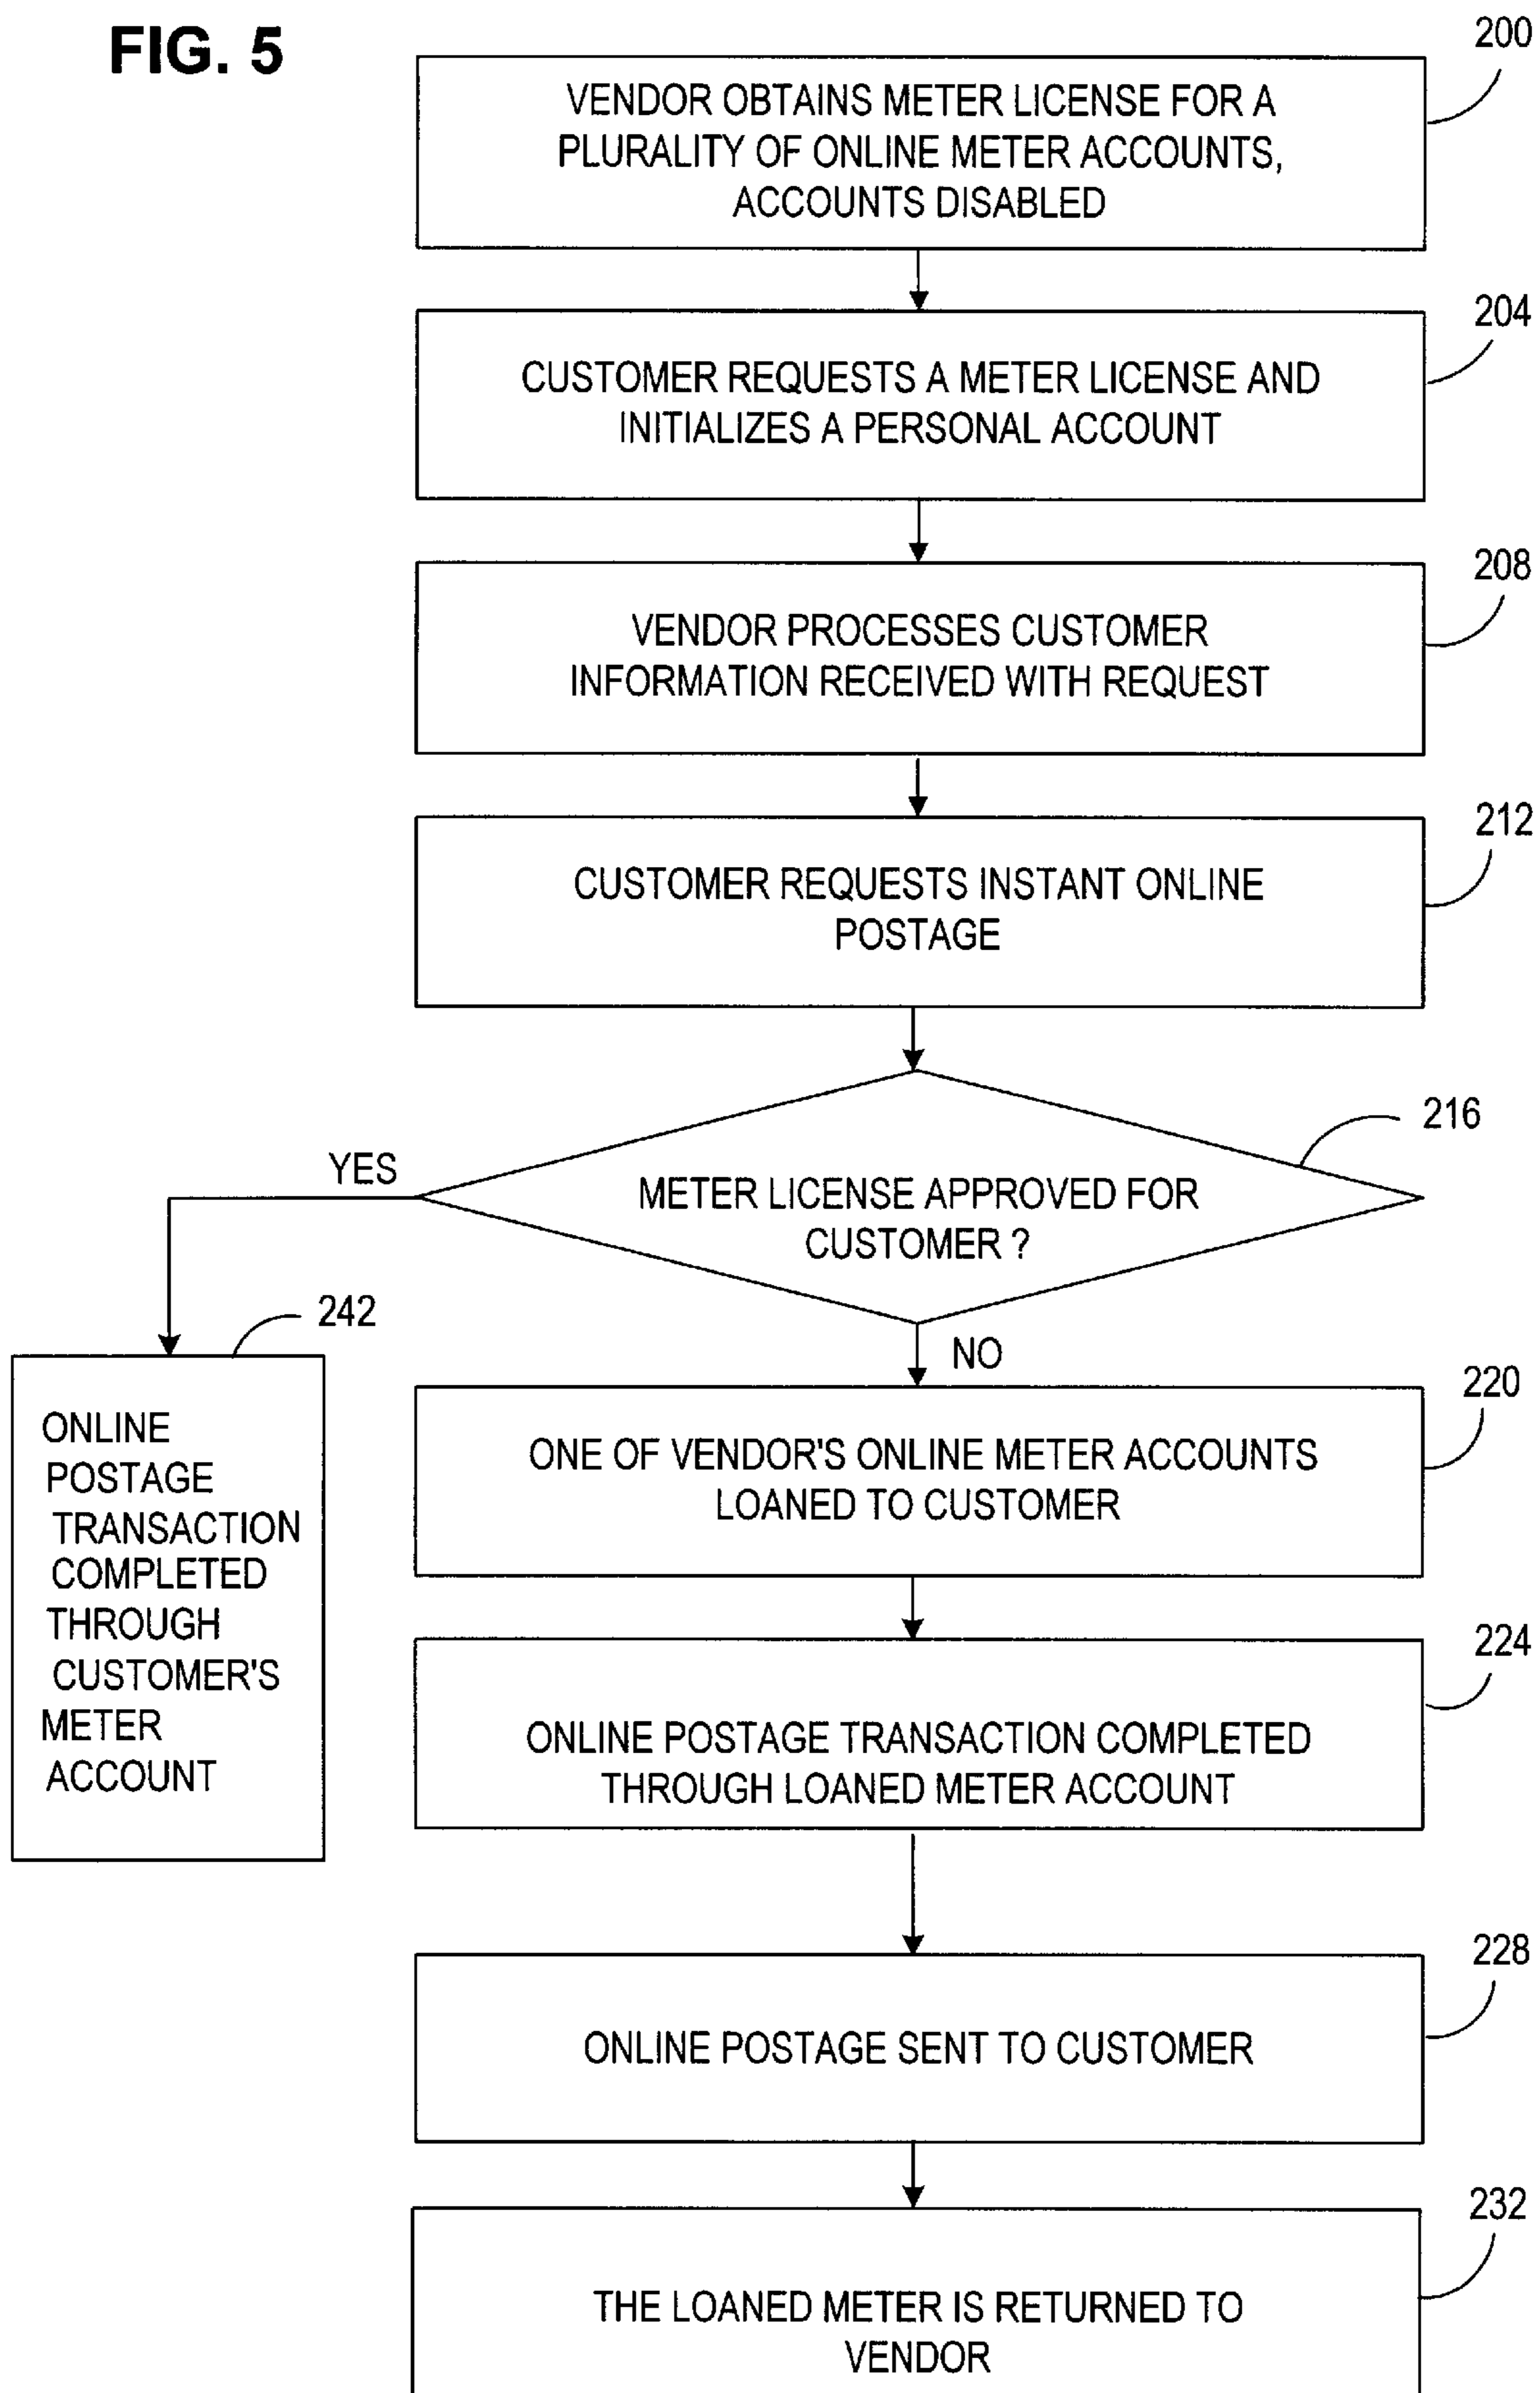 FIG. 5
200
VENDOR OBTAINS METER LICENSE FOR A
PLURALITY OF ONLINE METER ACCOUNTS,
ACCOUNTS DISABLED
204
CUSTOMER REQUESTS A METER LICENSE AND
INITIALIZES A PERSONAL ACCOUNT
208
VENDOR PROCESSES CUSTOMER
INFORMATION RECEIVED WITH REQUEST
212
CUSTOMER REQUESTS INSTANT ONLINE
POSTAGE
216
YES
METER LICENSE APPROVED FOR
CUSTOMER ?
242
NO
ONLINE
POSTAGE
TRANSACTION
COMPLETED
THROUGH
CUSTOMER'S
METER
ACCOUNT
220
ONE OF VENDOR'S ONLINE METER ACCOUNTS
LOANED TO CUSTOMER
224
ONLINE POSTAGE TRANSACTION COMPLETED
THROUGH LOANED METER ACCOUNT
228
ONLINE POSTAGE SENT TO CUSTOMER
232
THE LOANED METER IS RETURNED TO
VENDOR